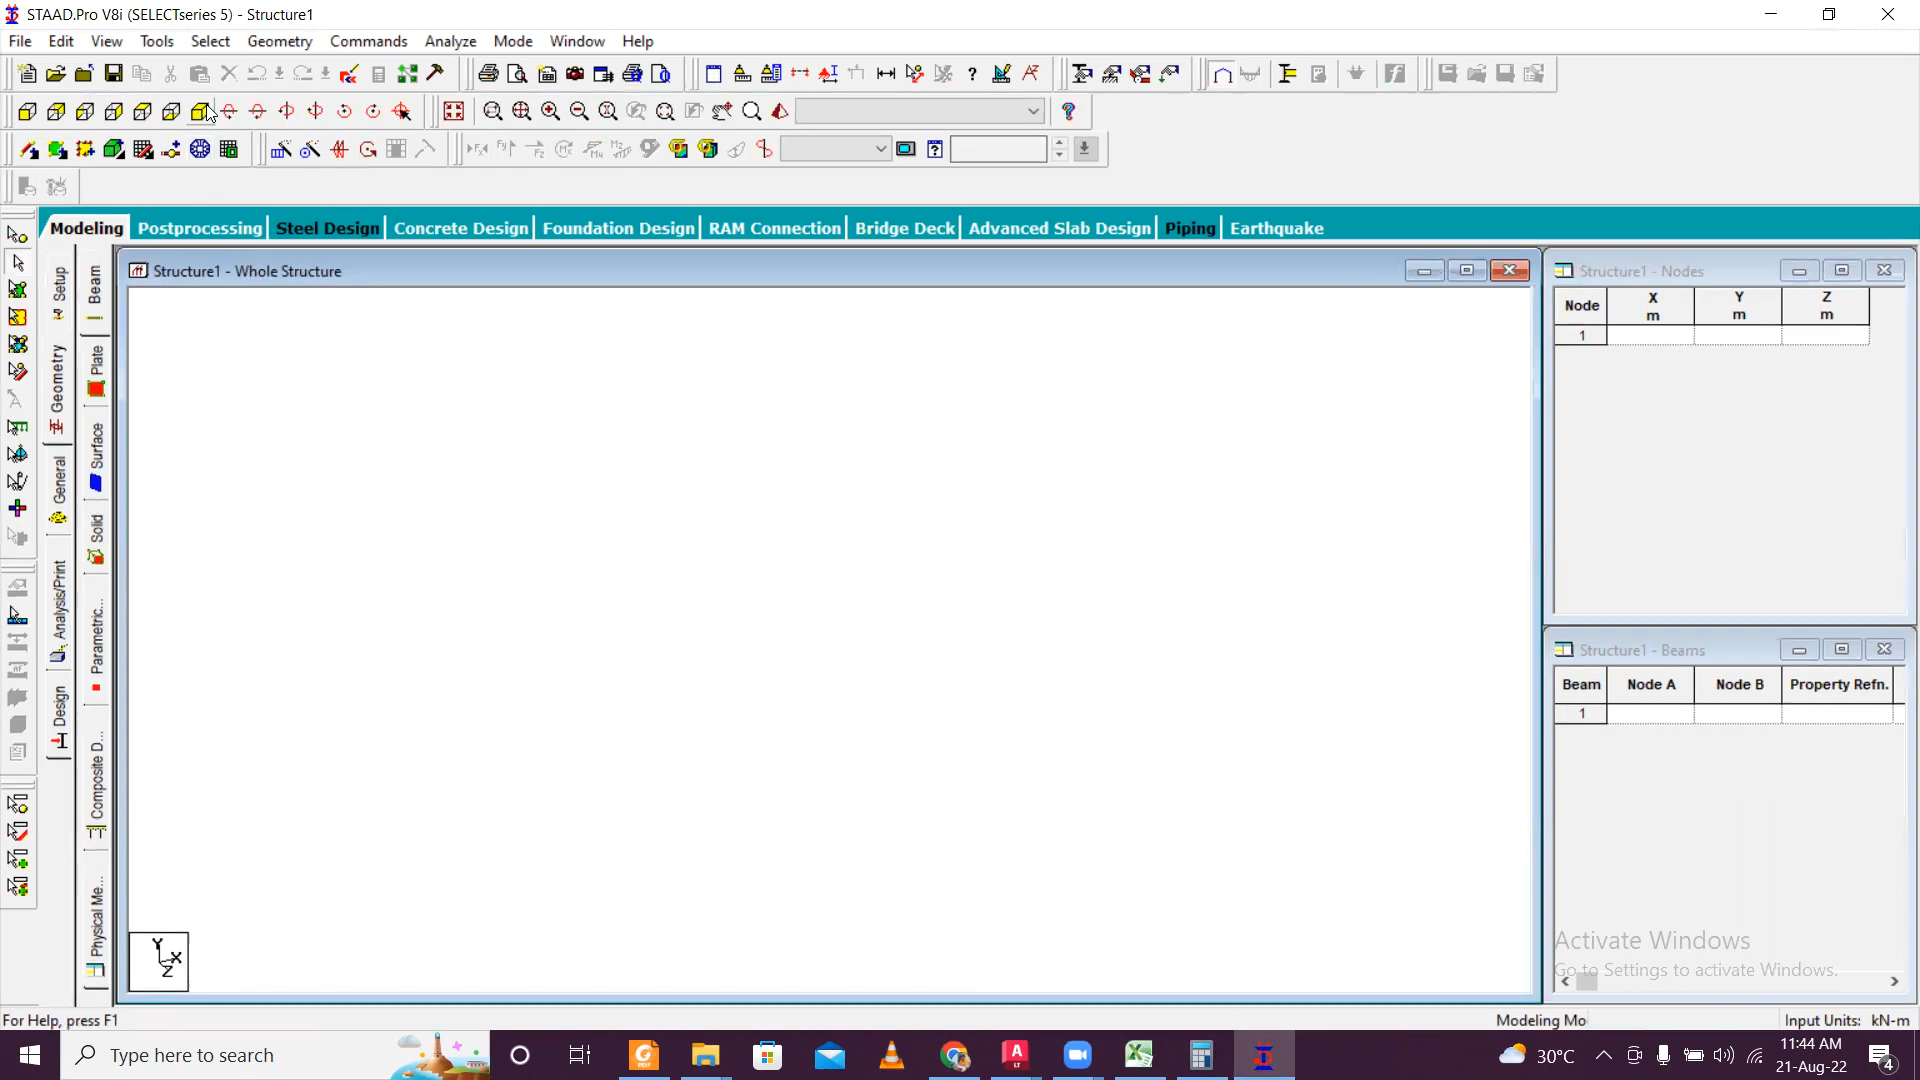 STAAD.Pro V8i (SELECTseries 5) - Structure1
File Edit View Tools Select Geometry Commands Analyze Mode Window Help
Modeling Postprocessing Steel Design Concrete Design Foundation Design RAM Connection Bridge Deck Advanced Slab Design Piping Earthquake
Setup
Geometry
General
Analysis/Print
Design
Beam
Plate
Surface
Solid
Parametric...
Composite D...
Physical Me...
Structure1 - Whole Structure
Y
X
Z
Structure1 - Nodes
Node X m Y m Z m
1
Structure1 - Beams
Beam Node A Node B Property Refn.
1
Activate Windows
Go to Settings to activate Windows.
For Help, press F1
Modeling Mo
Input Units: kN-m
Type here to search
30°C
11:44 AM
21-Aug-22
4